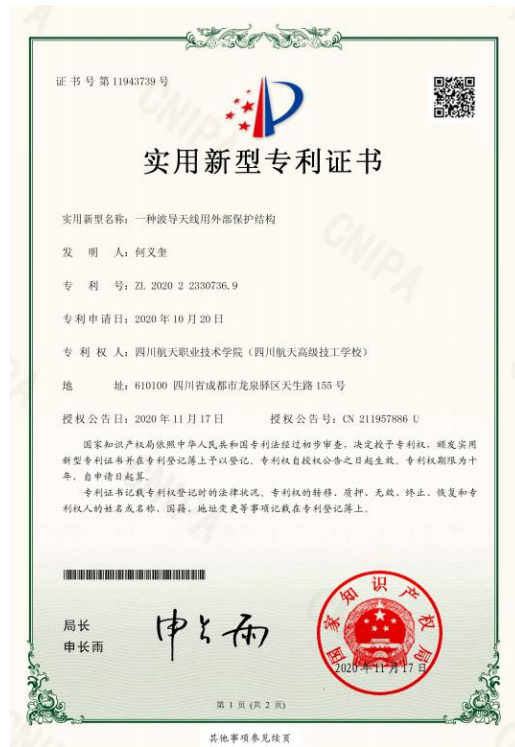 证书号第11943739号
实用新型专利证书
实用新型名称：一种波导天线用外部保护结构
发明人：何义奎
专利号：ZL 2020 2 2330736.9
专利申请日：2020年10月20日
专利权人：四川航天职业技术学院（四川航天高级技工学校）
地址：610100 四川省成都市龙泉驿区天生路155号
授权公告日：2020年11月17日 授权公告号：CN 211957886 U
国家知识产权局依照中华人民共和国专利法经过初步审查，决定授予专利权，颁发实用
新型专利证书并在专利登记簿上予以登记。专利权自授权公告之日起生效。专利权期限为十
年，自申请日起算。
专利证书记载专利权登记时的法律状况。专利权的转移、质押、无效、终止、恢复和专
利权人的姓名或名称、国籍、地址变更等事项记载在专利登记簿上。
局长
申长雨
申长雨
国家知识产权局
2020年11月17日
第 1 页 (共 2 页)
其他事项参见续页
CNIPA
CNIPA
CNIPA